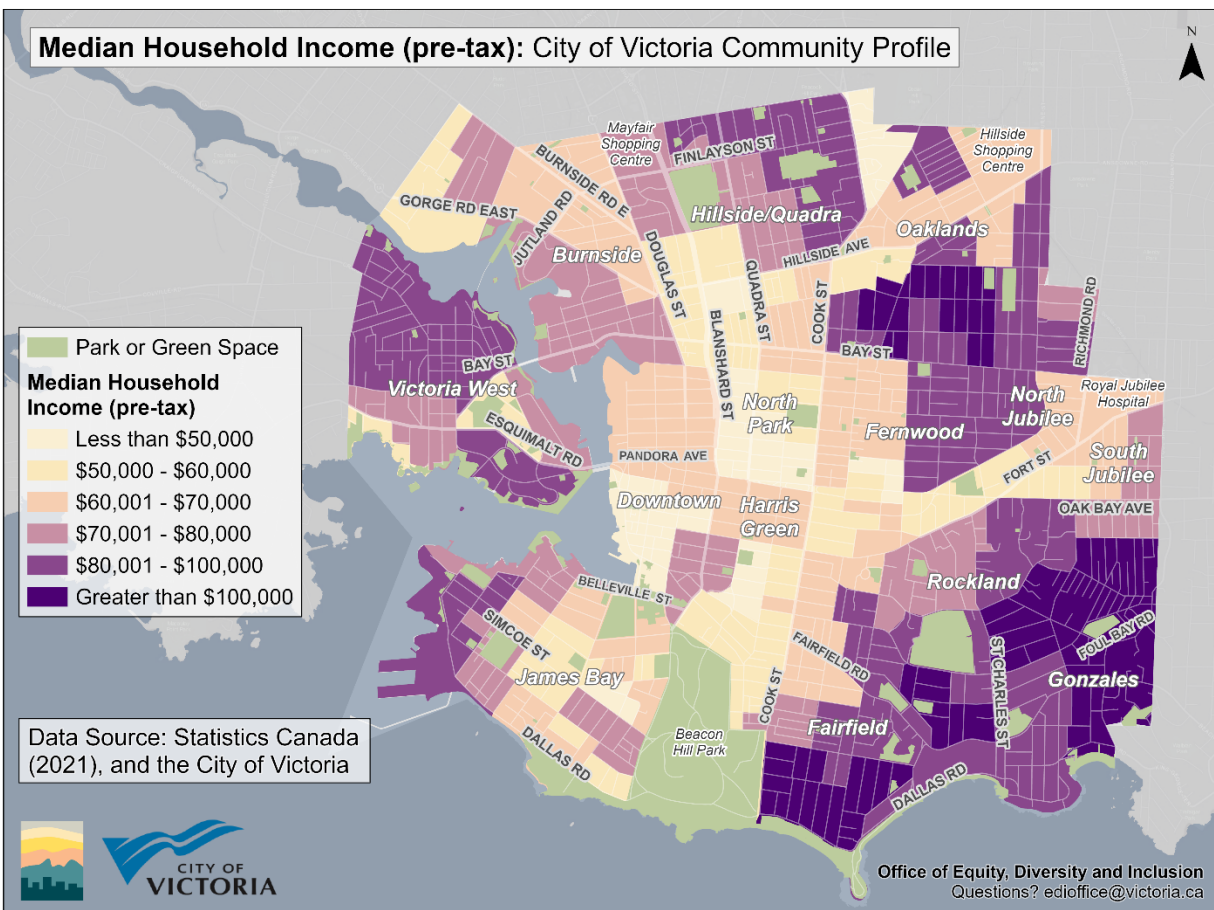 Median Household Income (pre-tax): City of Victoria Community Profile
N
Mayfair
Shopping
Centre
FINLAYSON ST
Hillside
Shopping
Centre
BURNSIDE RD E
GORGE RD EAST
JUTLAND RD
Hillside/Quadra
Oaklands
Burnside
DOUGLAS ST
HILLSIDE AVE
QUADRA ST
COOK ST
RICHMOND RD
BLANSHARD ST
BAY ST
BAY ST
Park or Green Space
Median Household
Income (pre-tax)
Less than $50,000
$50,000 - $60,000
$60,001 - $70,000
$70,001 - $80,000
$80,001 - $100,000
Greater than $100,000
Victoria West
North
Park
Fernwood
North
Jubilee
Royal Jubilee
Hospital
ESQUIMALT RD
PANDORA AVE
FORT ST
South
Jubilee
Downtown
Harris
Green
OAK BAY AVE
BELLEVILLE ST
Rockland
SIMCOE ST
FAIRFIELD RD
ST CHARLES ST
FOUL BAY RD
James Bay
COOK ST
Gonzales
Fairfield
Beacon
Hill Park
DALLAS RD
DALLAS RD
Data Source: Statistics Canada
(2021), and the City of Victoria
CITY OF
VICTORIA
Office of Equity, Diversity and Inclusion
Questions? edioffice@victoria.ca